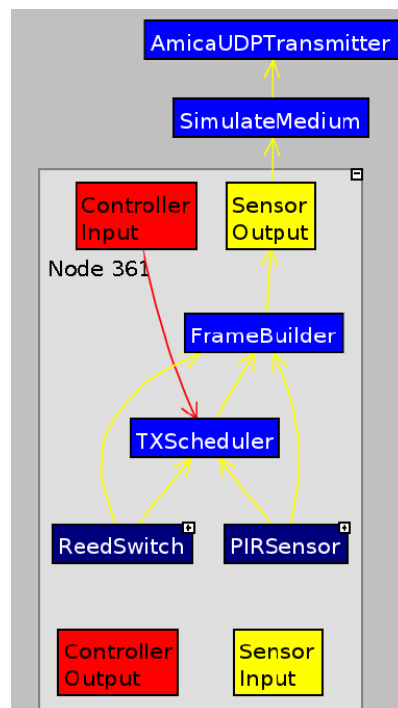 AmicaUDPTransmitter
SimulateMedium
Controller
Input
Sensor
Output
Node 361
FrameBuilder
TXScheduler
ReedSwitch
PIRSensor
Controller
Output
Sensor
Input